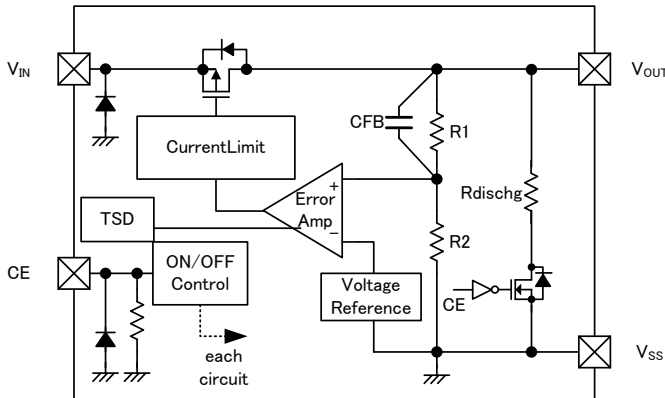 VIN
VOUT
CFB
R1
CurrentLimit
Error
Amp
+
−
Rdischg
TSD
R2
CE
ON/OFF
Control
Voltage
Reference
CE
each
circuit
VSS